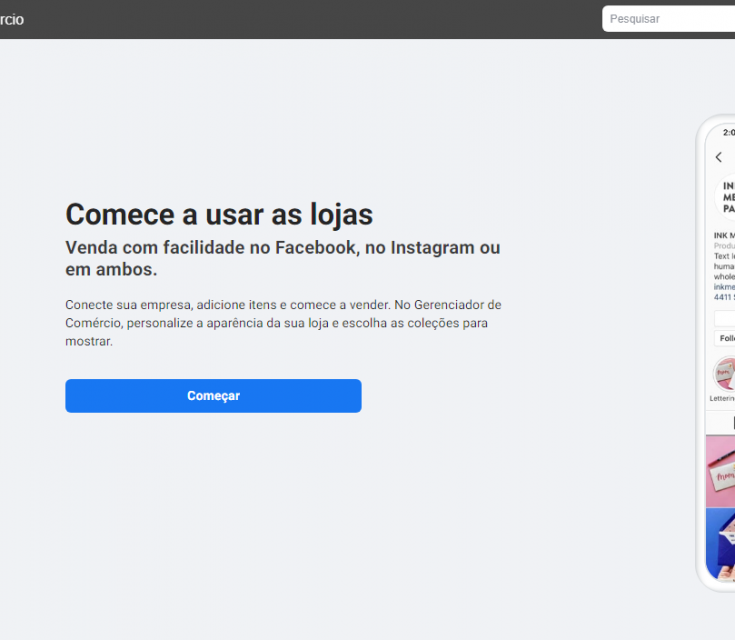 rcio
Pesquisar
Comece a usar as lojas
Venda com facilidade no Facebook, no Instagram ou
em ambos.
Conecte sua empresa, adicione itens e comece a vender. No Gerenciador de
Comércio, personalize a aparência da sua loja e escolha as coleções para
mostrar.
Começar
2:0
IN
ME
PA
INK M
Produ
Text l
huma
whole
inkme
4411 S
Foll
Letterin